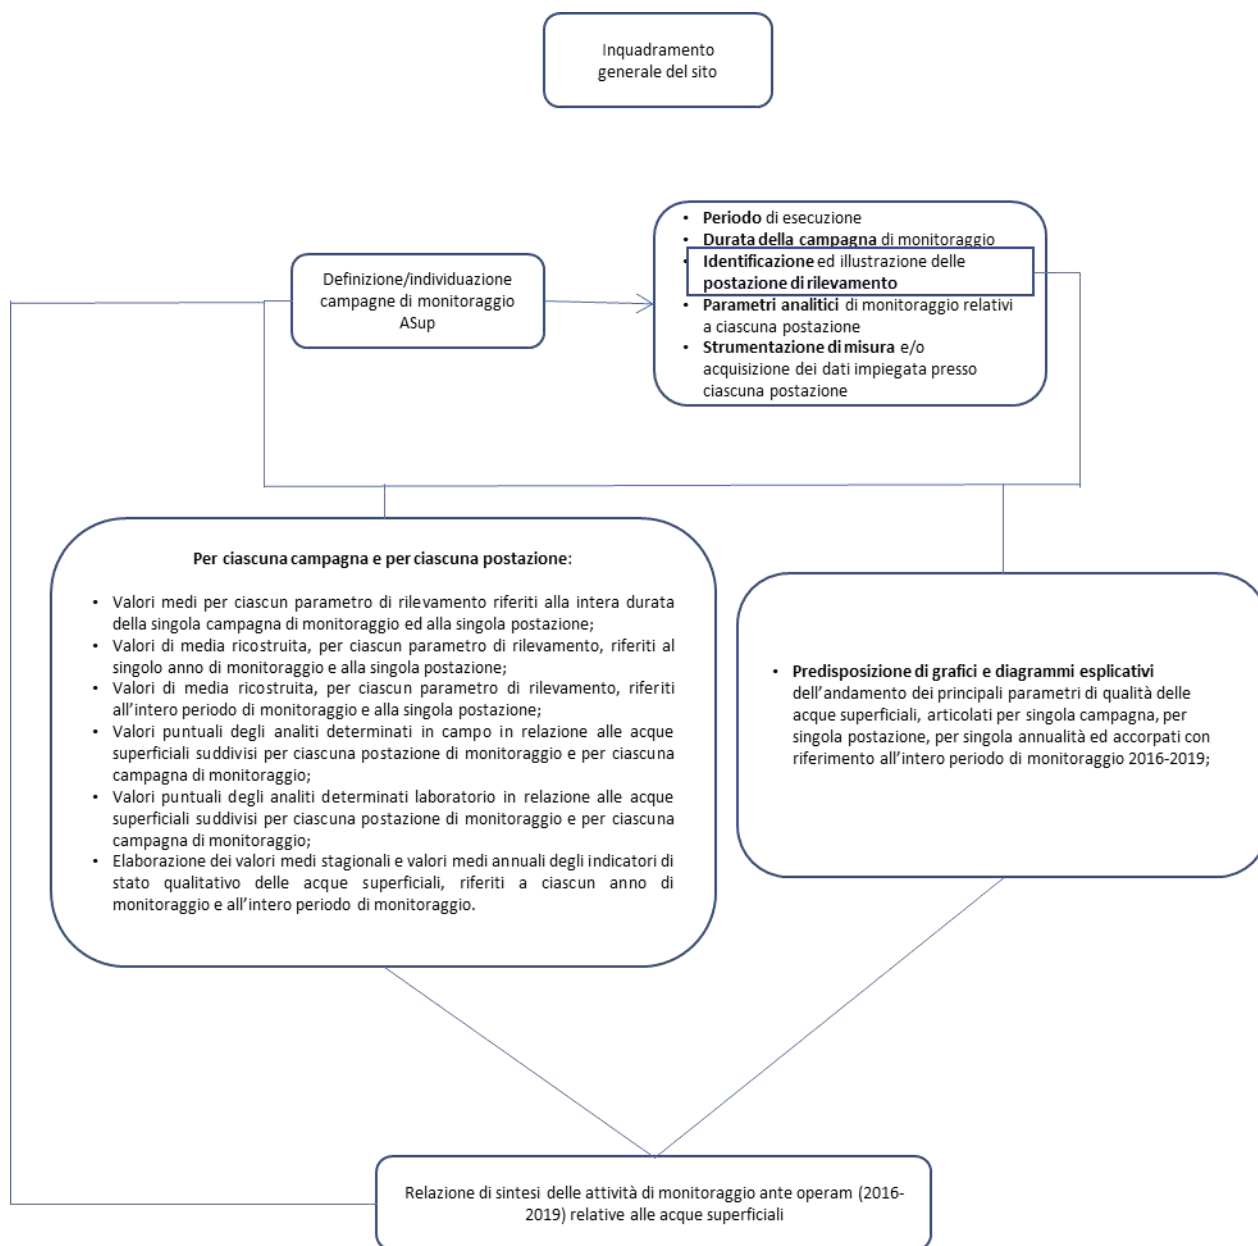 Inquadramento
generale del sito
• Periodo di esecuzione
• Durata della campagna di monitoraggio
• Identificazione ed illustrazione delle
postazione di rilevamento
• Parametri analitici di monitoraggio relativi
a ciascuna postazione
• Strumentazione di misura e/o
acquisizione dei dati impiegata presso
ciascuna postazione
Definizione/individuazione
campagne di monitoraggio
ASup
Per ciascuna campagna e per ciascuna postazione:
• Valori medi per ciascun parametro di rilevamento riferiti alla intera durata
della singola campagna di monitoraggio ed alla singola postazione;
• Valori di media ricostruita, per ciascun parametro di rilevamento, riferiti al
singolo anno di monitoraggio e alla singola postazione;
• Valori di media ricostruita, per ciascun parametro di rilevamento, riferiti
all'intero periodo di monitoraggio e alla singola postazione;
• Valori puntuali degli analiti determinati in campo in relazione alle acque
superficiali suddivisi per ciascuna postazione di monitoraggio e per ciascuna
campagna di monitoraggio;
• Valori puntuali degli analiti determinati laboratorio in relazione alle acque
superficiali suddivisi per ciascuna postazione di monitoraggio e per ciascuna
campagna di monitoraggio;
• Elaborazione dei valori medi stagionali e valori medi annuali degli indicatori di
stato qualitativo delle acque superficiali, riferiti a ciascun anno di
monitoraggio e all'intero periodo di monitoraggio.
• Predisposizione di grafici e diagrammi esplicativi
dell'andamento dei principali parametri di qualità delle
acque superficiali, articolati per singola campagna, per
singola postazione, per singola annualità ed accorpati con
riferimento all'intero periodo di monitoraggio 2016-2019;
Relazione di sintesi delle attività di monitoraggio ante operam (2016-
2019) relative alle acque superficiali